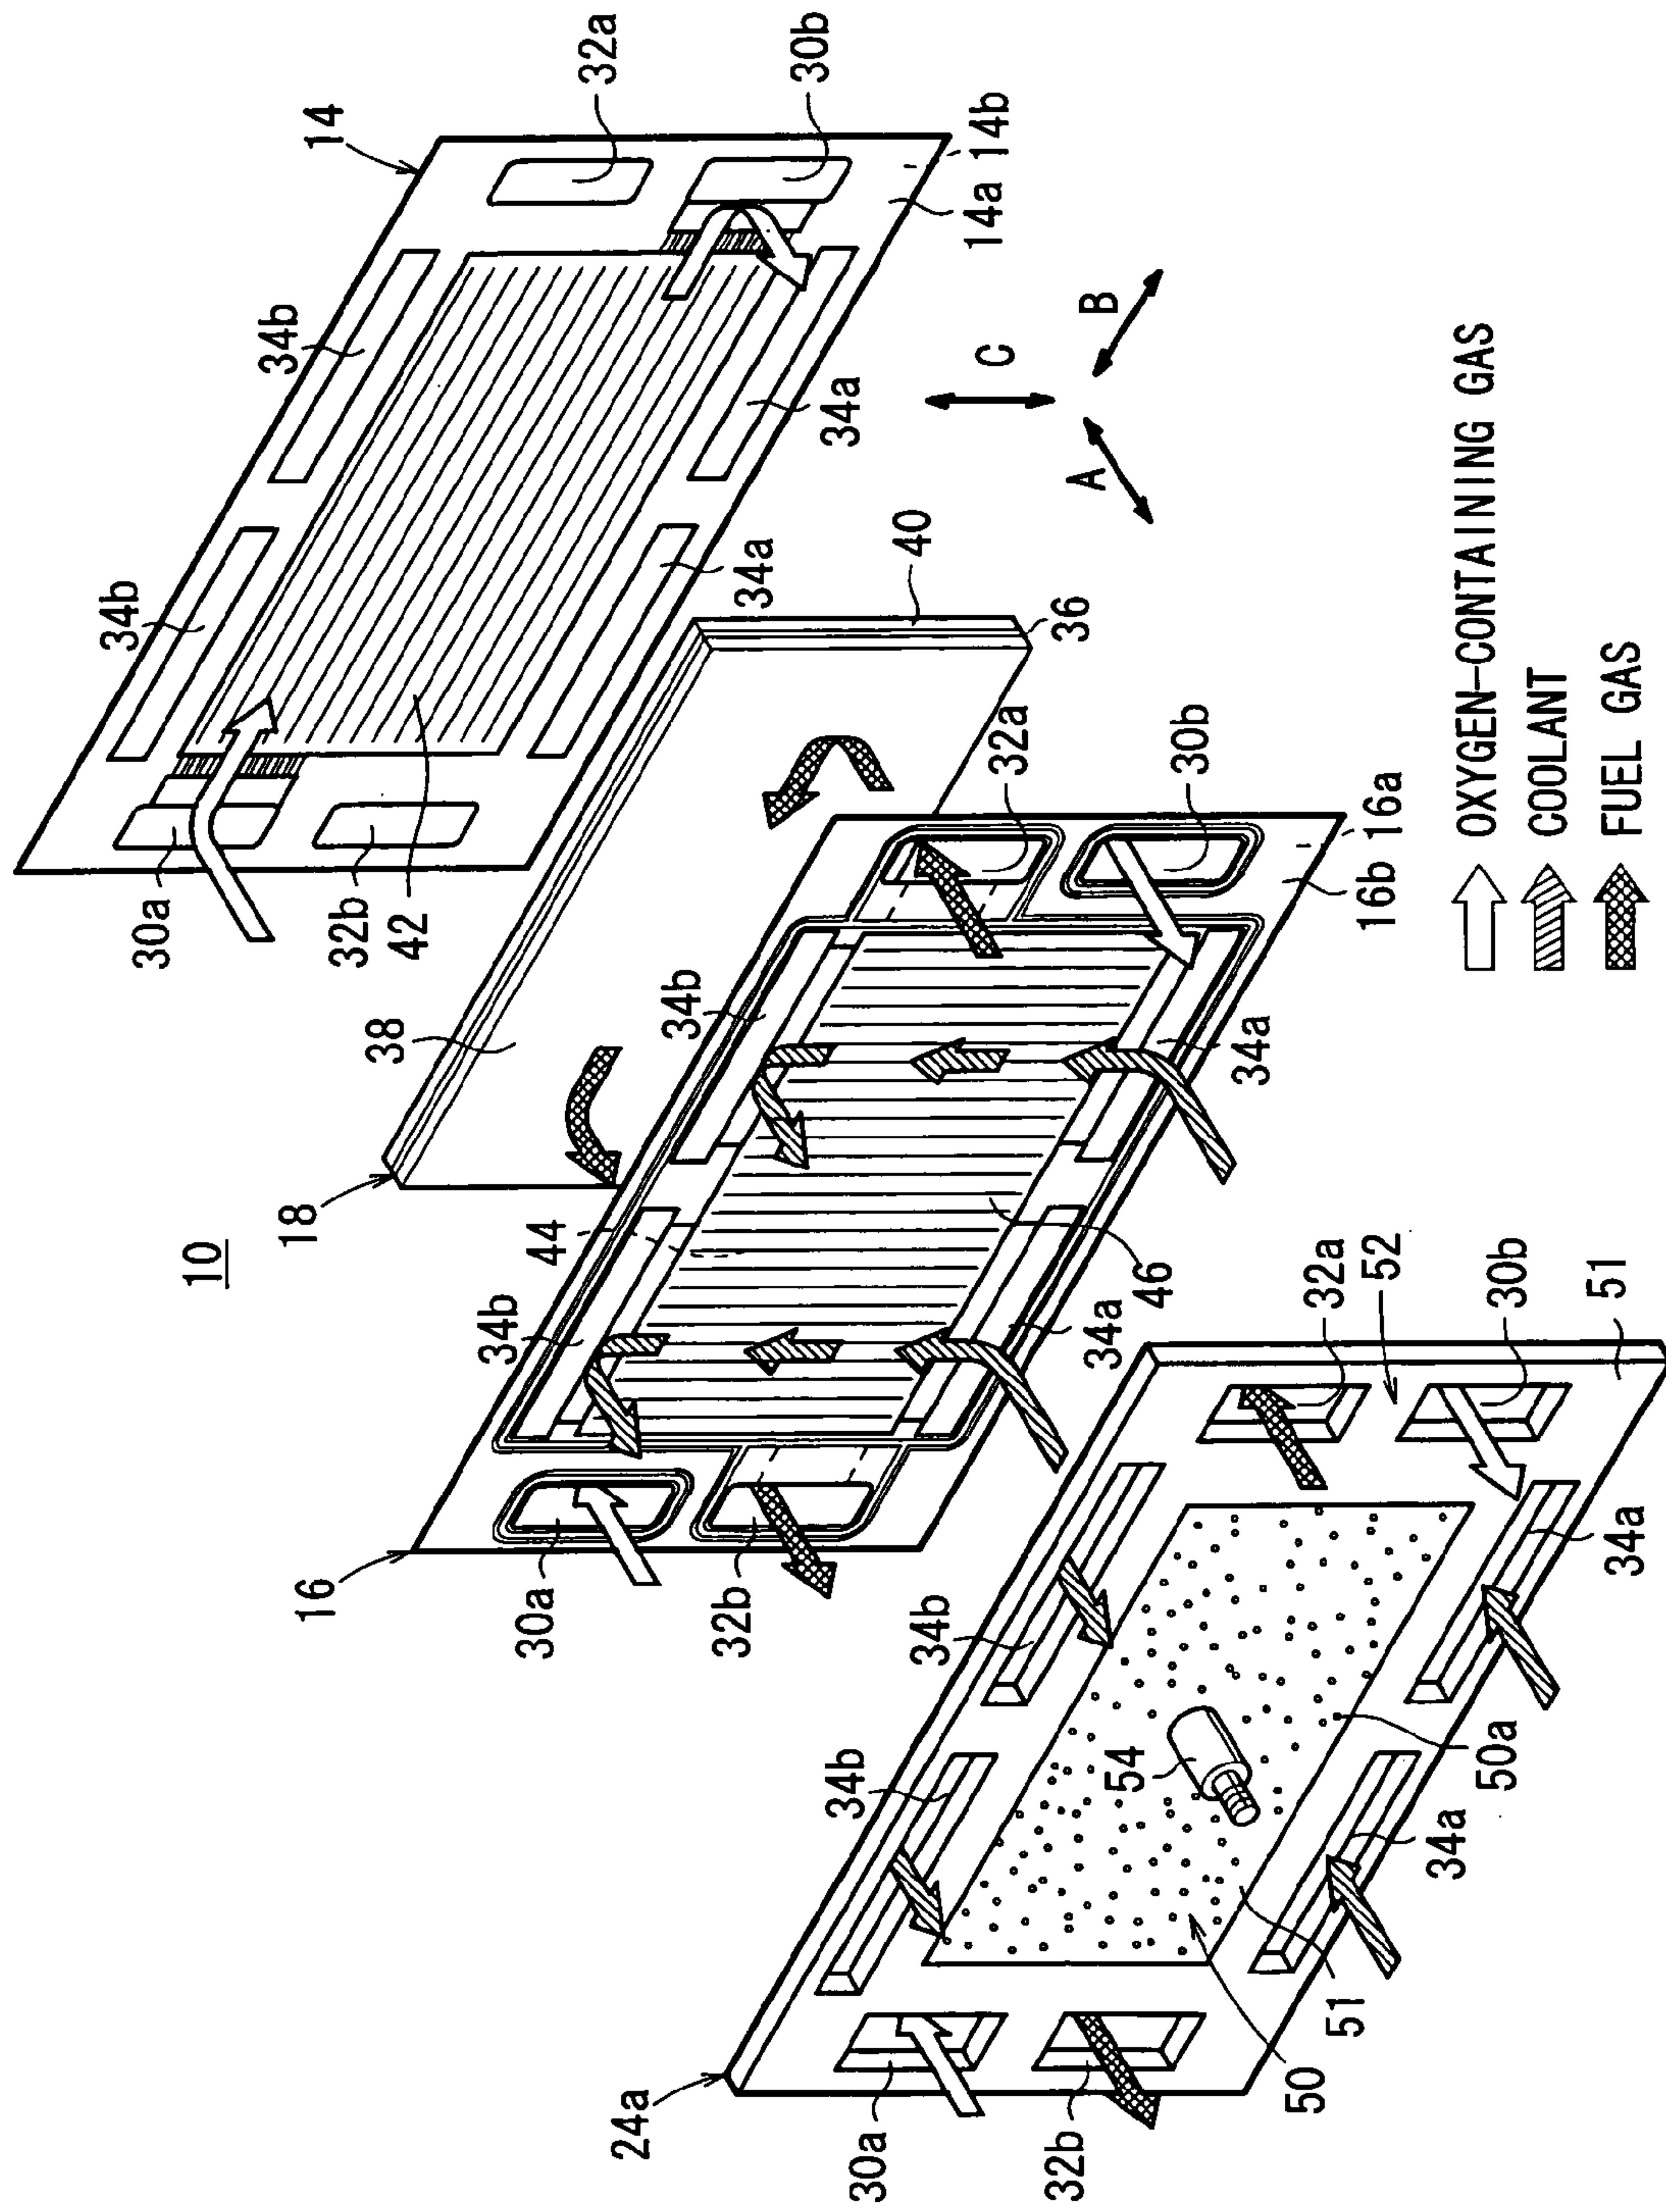 10
14
32a
30b
14b
14a
34b
34b
34a
34a
30a
32b
42
C
B
A
18
38
40
36
16
44
34b
34b
32a
30b
16a
16b
34a
34a
46
30a
32b
24a
34b
34b
32a
52
30b
51
34a
34a
50a
54
51
50
30a
32b
OXYGEN-CONTAINING GAS
COOLANT
FUEL GAS